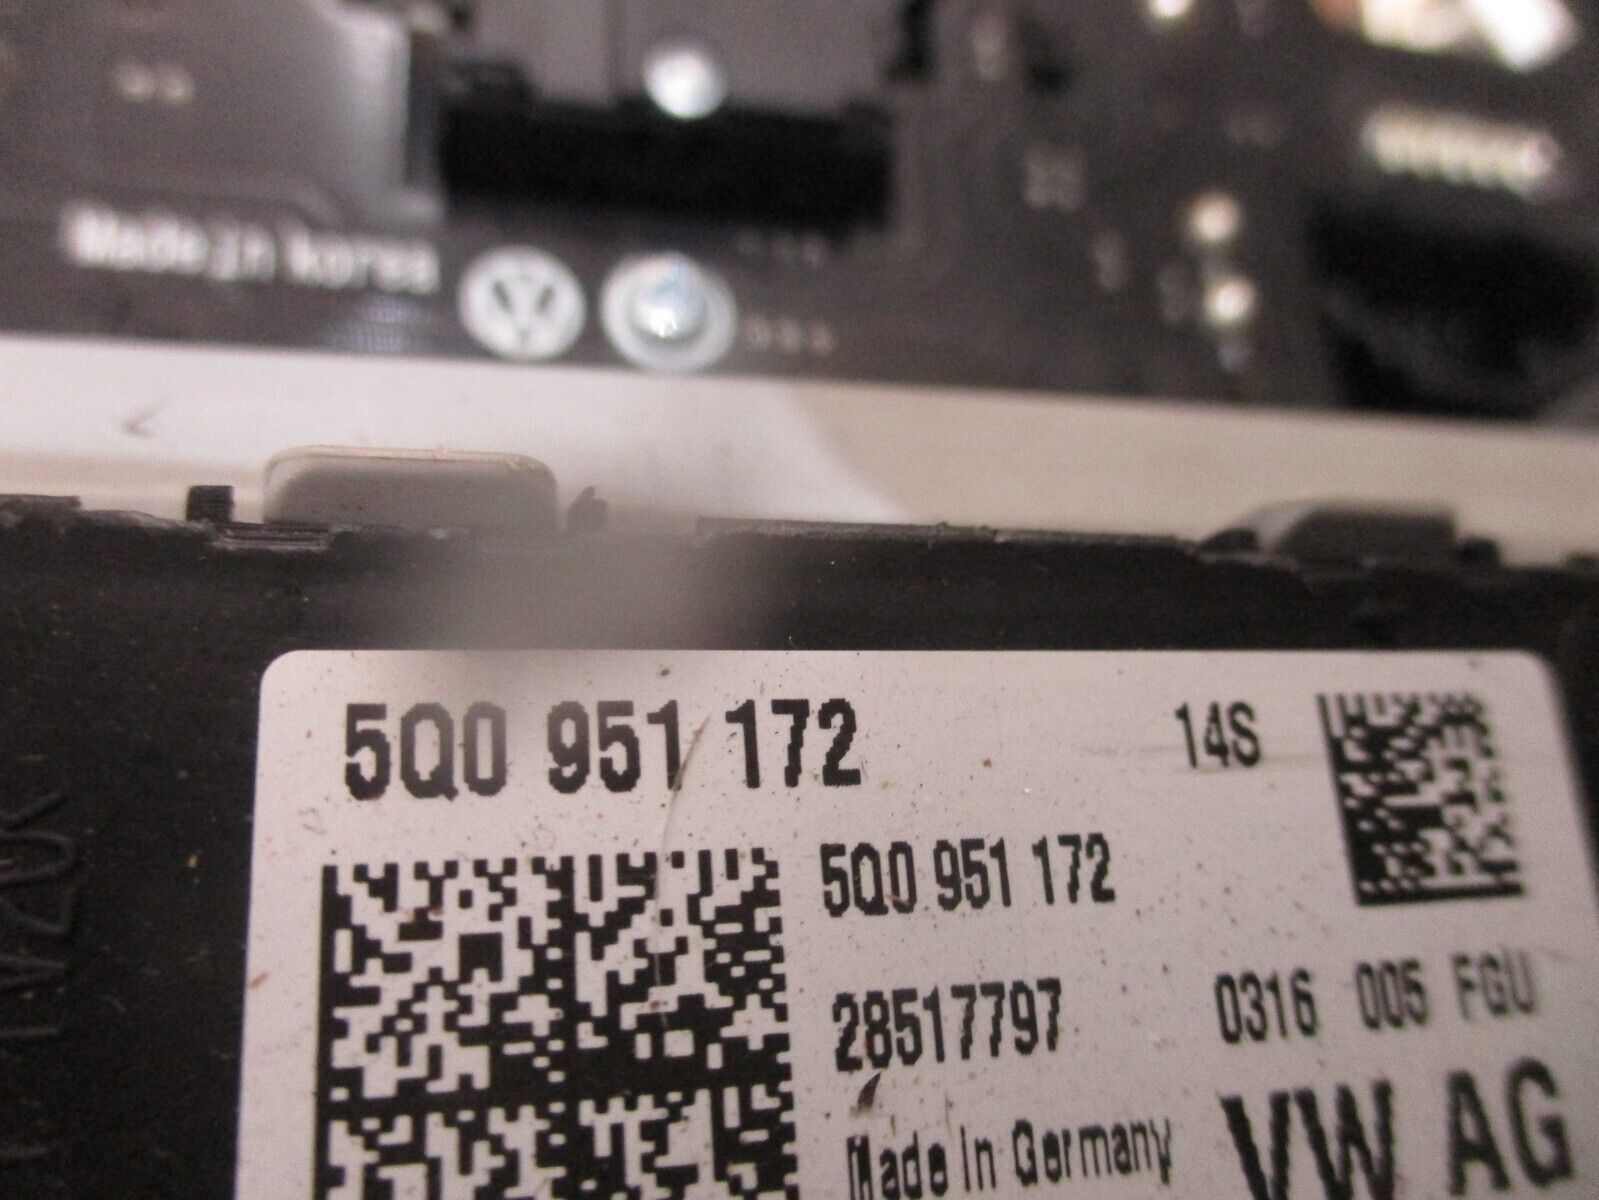 Made in korea
5Q0 951 172 14S
5Q0 951 172
28517797 0316 005 FGU
Made In Germany VW AG